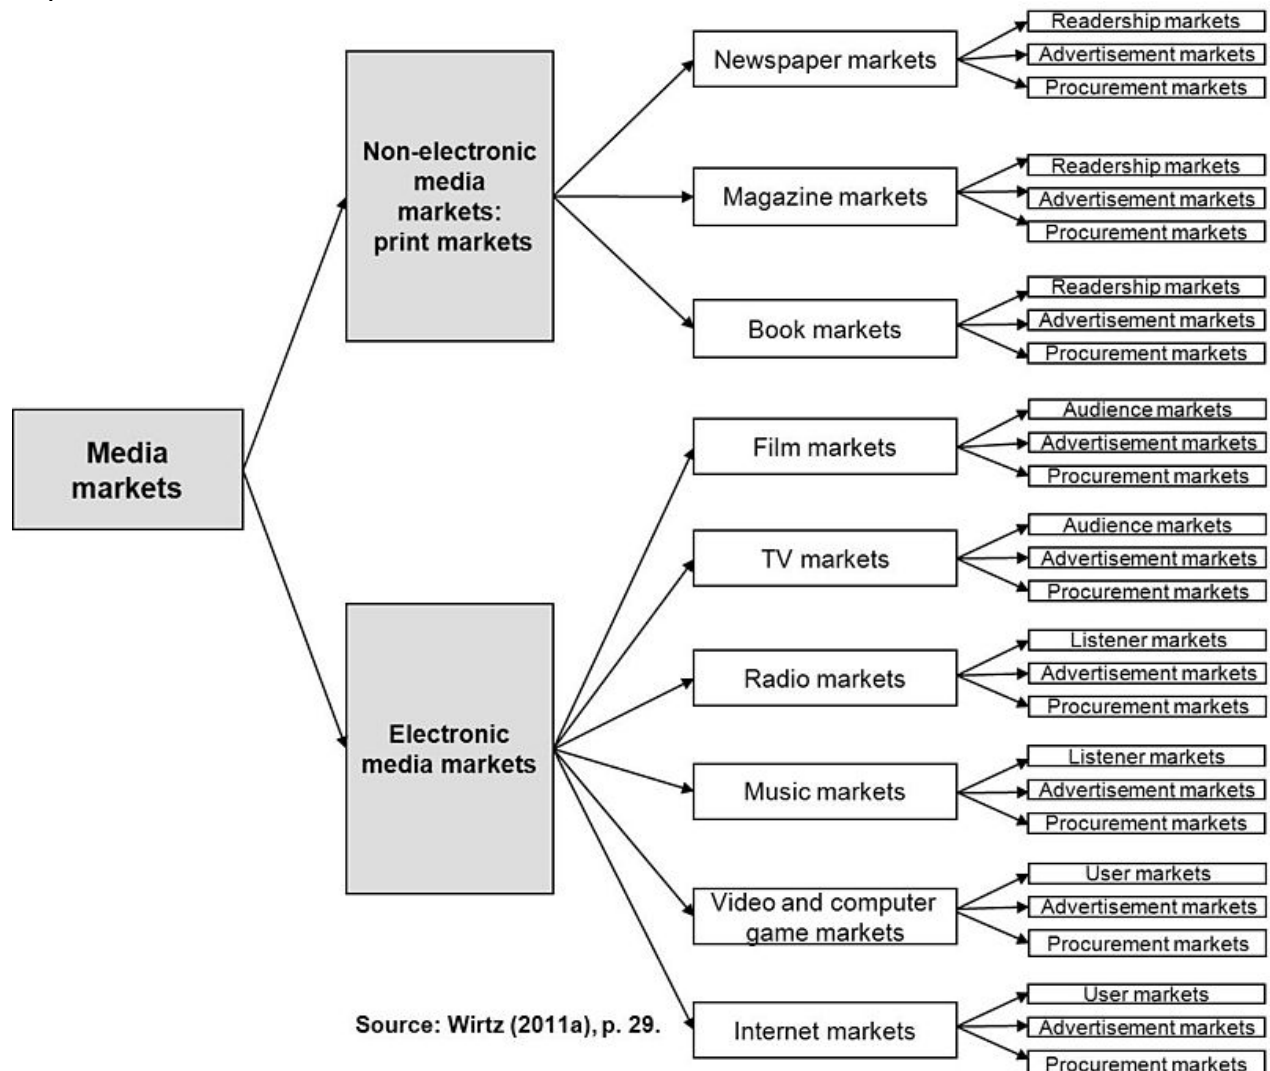 Media
markets
Non-electronic
media
markets:
print markets
Newspaper markets
Readership markets
Advertisement markets
Procurement markets
Magazine markets
Readership markets
Advertisement markets
Procurement markets
Book markets
Readership markets
Advertisement markets
Procurement markets
Electronic
media markets
Film markets
Audience markets
Advertisement markets
Procurement markets
TV markets
Audience markets
Advertisement markets
Procurement markets
Radio markets
Listener markets
Advertisement markets
Procurement markets
Music markets
Listener markets
Advertisement markets
Procurement markets
Video and computer
game markets
User markets
Advertisement markets
Procurement markets
Internet markets
User markets
Advertisement markets
Procurement markets
Source: Wirtz (2011a), p. 29.